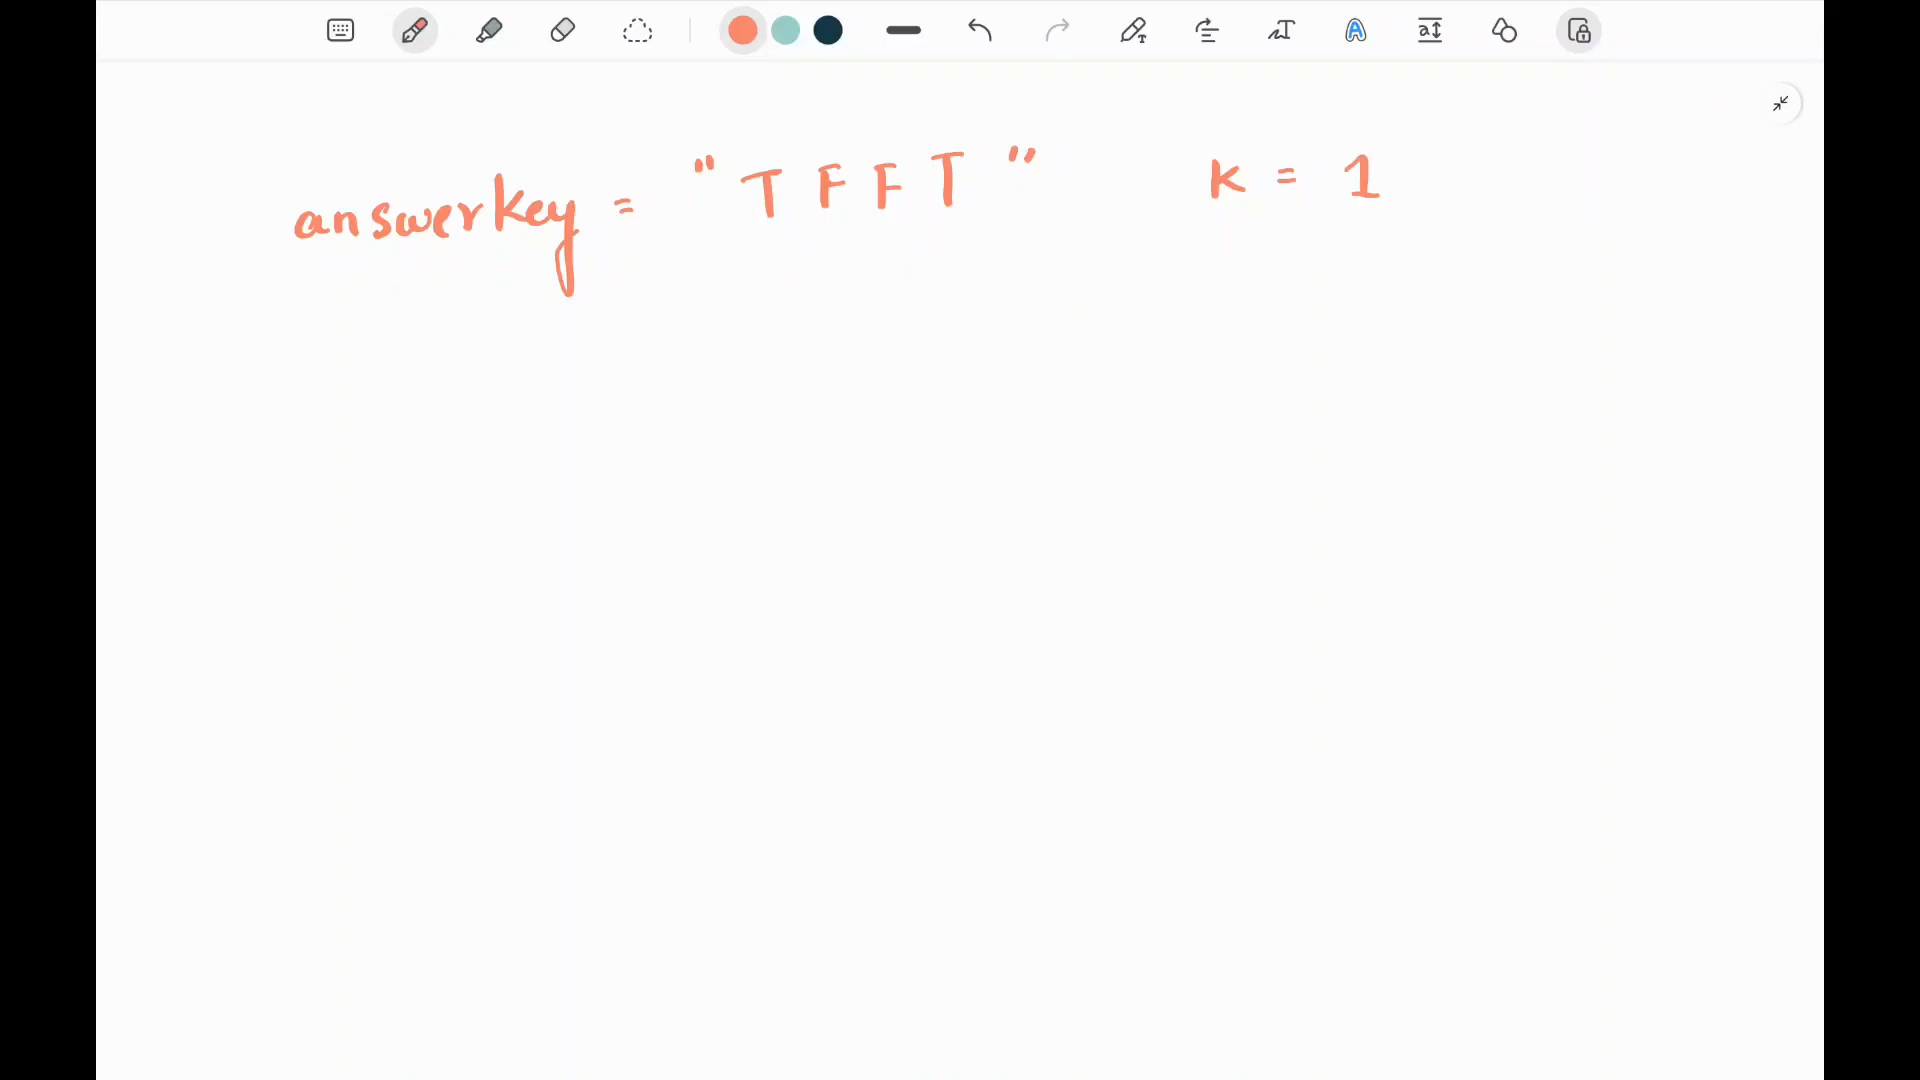 answerkey = "TFFT" K = 1